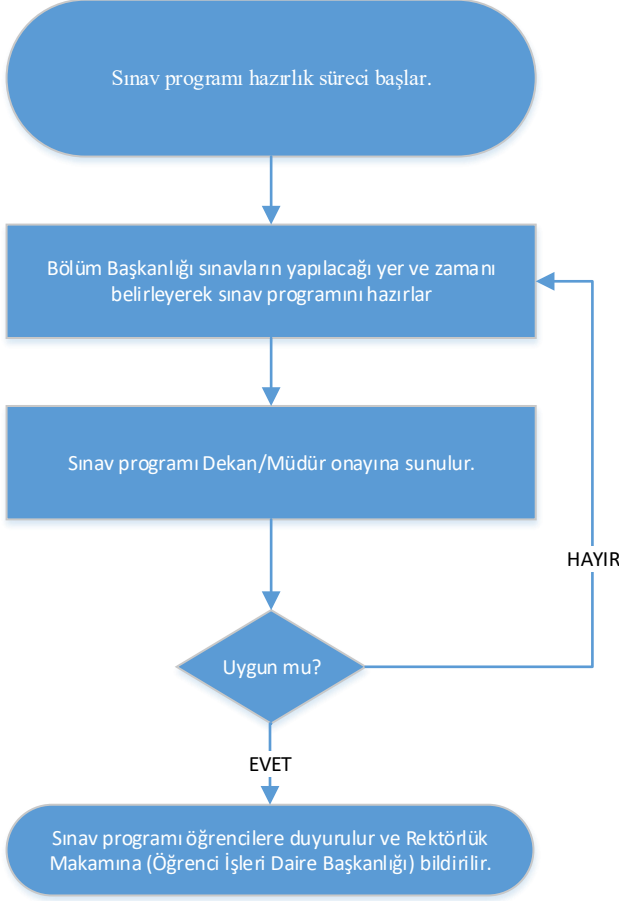 Sınav programı hazırlık süreci başlar.
Bölüm Başkanlığı sınavların yapılacağı yer ve zamanı
belirleyerek sınav programını hazırlar
Sınav programı Dekan/Müdür onayına sunulur.
HAYIR
Uygun mu?
EVET
Sınav programı öğrencilere duyurulur ve Rektörlük
Makamına (Öğrenci İşleri Daire Başkanlığı) bildirilir.